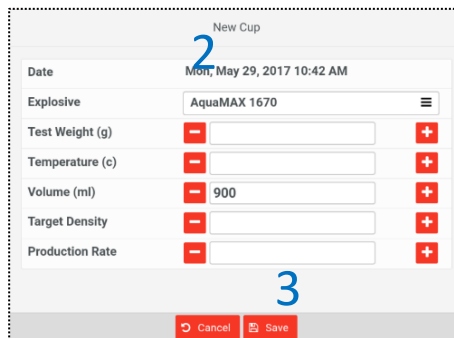 New Cup
2
Date Mon, May 29, 2017 10:42 AM
Explosive AquaMAX 1670
Test Weight (g)
Temperature (c)
Volume (ml) 900
Target Density
Production Rate
3
Cancel Save